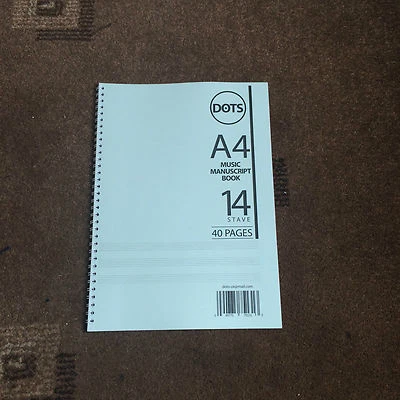 DOTS
A4
MUSIC
MANUSCRIPT
BOOK
14
STAVE
40 PAGES